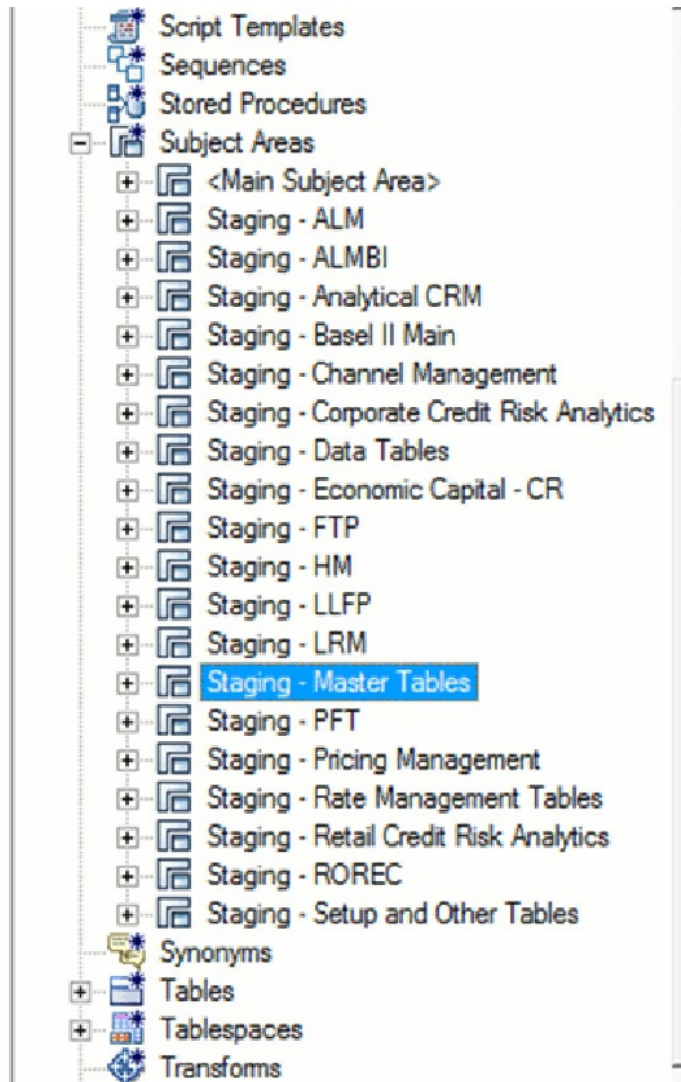 Script Templates
Sequences
Stored Procedures
Subject Areas
<Main Subject Area>
Staging - ALM
Staging - ALMBI
Staging - Analytical CRM
Staging - Basel II Main
Staging - Channel Management
Staging - Corporate Credit Risk Analytics
Staging - Data Tables
Staging - Economic Capital - CR
Staging - FTP
Staging - HM
Staging - LLFP
Staging - LRM
Staging - Master Tables
Staging - PFT
Staging - Pricing Management
Staging - Rate Management Tables
Staging - Retail Credit Risk Analytics
Staging - ROREC
Staging - Setup and Other Tables
Synonyms
Tables
Tablespaces
Transforms